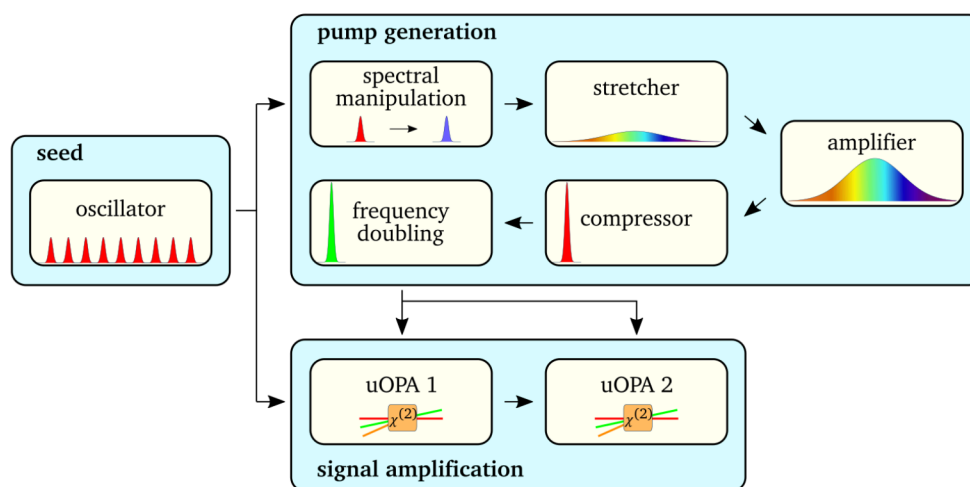 pump generation
spectral
manipulation
stretcher
amplifier
seed
oscillator
frequency
doubling
compressor
uOPA 1
χ(2)
uOPA 2
χ(2)
signal amplification